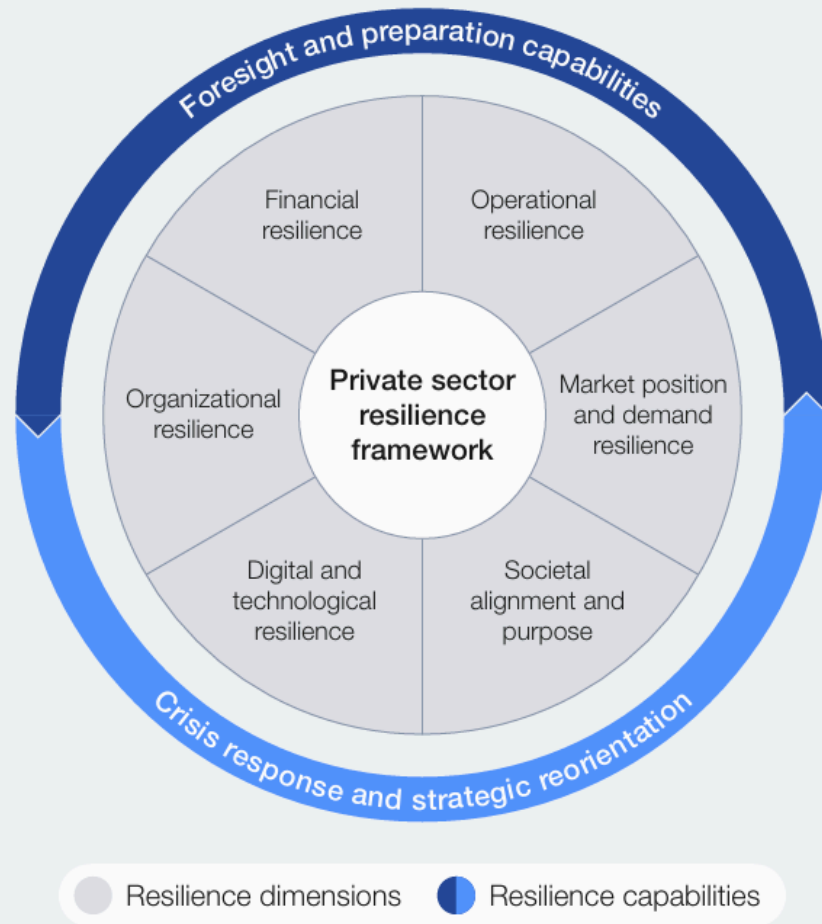 Foresight and preparation capabilities
Financial
resilience
Operational
resilience
Organizational
resilience
Private sector
resilience
framework
Market position
and demand
resilience
Digital and
technological
resilience
Societal
alignment and
purpose
Crisis response and strategic reorientation
Resilience dimensions
Resilience capabilities